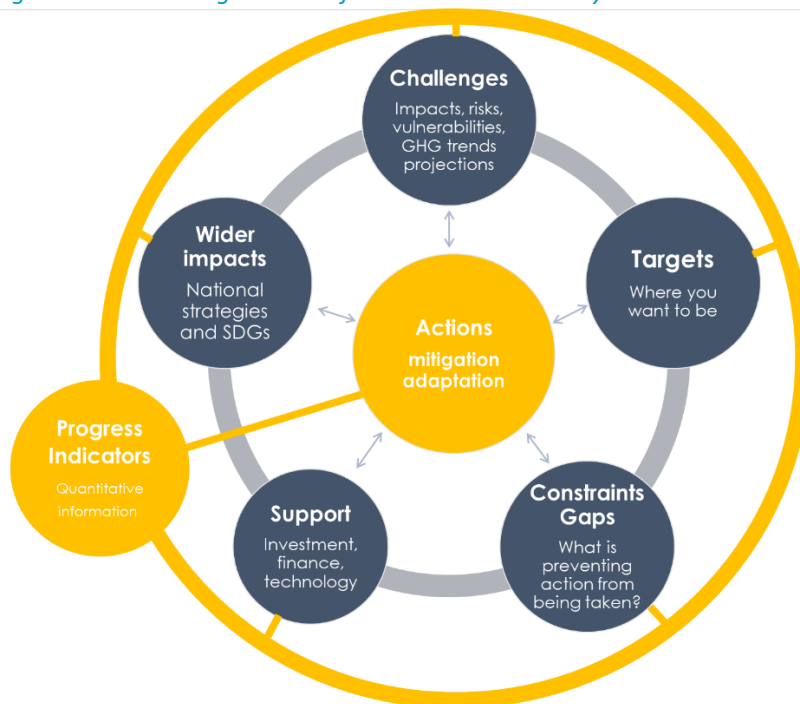 Challenges
Impacts, risks,
vulnerabilities,
GHG trends
projections
Wider
impacts
National
strategies
and SDGs
Targets
Where you
want to be
Actions
mitigation
adaptation
Progress
Indicators
Quantitative
information
Support
Investment,
finance,
technology
Constraints
Gaps
What is
preventing
action from
being taken?